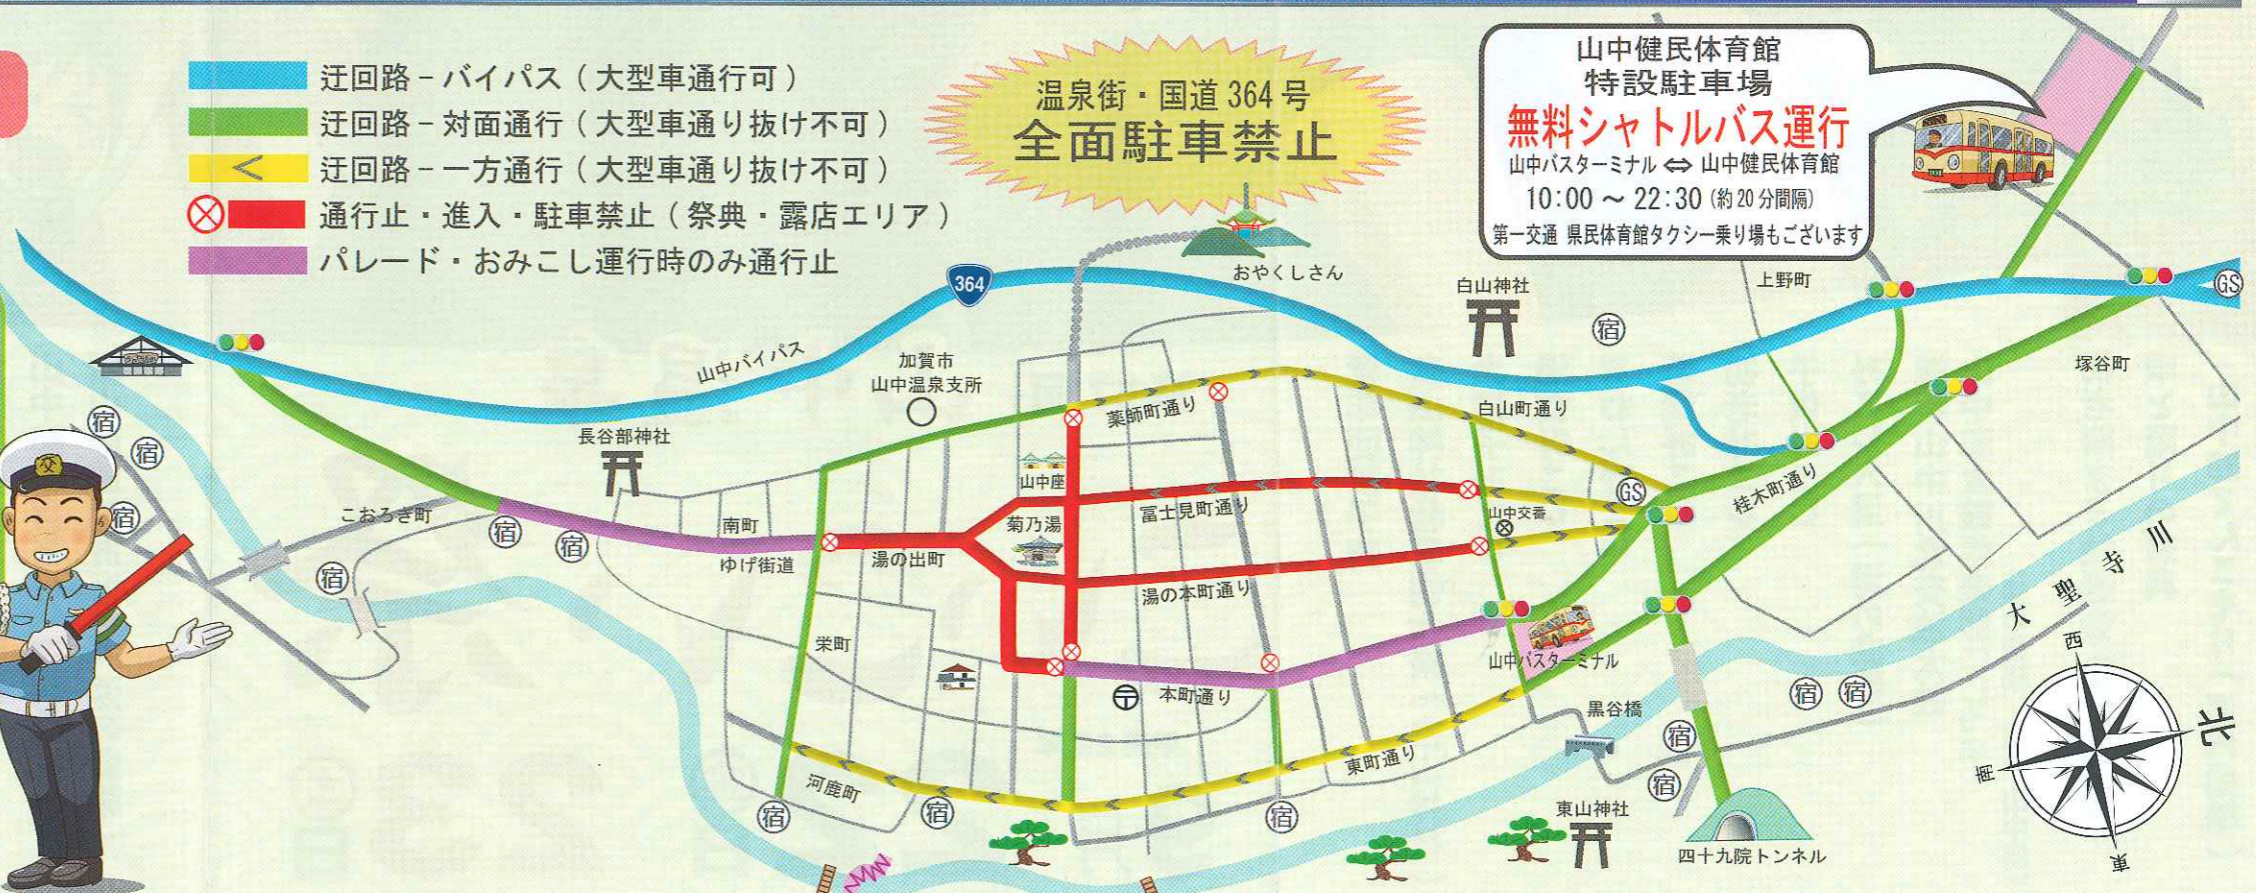 迂回路－バイパス（大型車通行可）
迂回路－対面通行（大型車通り抜け不可）
迂回路－一方通行（大型車通り抜け不可）
通行止・進入・駐車禁止（祭典・露店エリア）
パレード・おみこし運行時のみ通行止
温泉街・国道364号
全面駐車禁止
山中健民体育館
特設駐車場
無料シャトルバス運行
山中バスターミナル⇔山中健民体育館
10:00～22:30（約20分間隔）
第一交通 県民体育館タクシー乗り場もございます
364
おやくしさん
白山神社
上野町
GS
宿
山中バイパス
加賀市
山中温泉支所
塚谷町
薬師町通り
白山町通り
長谷部神社
宿
宿
交
山中座
GS
桂木町通り
宿
こおろぎ町
宿
宿
南町
ゆげ街道
湯の出町
菊乃湯
冨士見町通り
山中交番
宿
湯の本町通り
大聖寺川
栄町
山中バスターミナル
本町通り
黒谷橋
宿
宿
宿
西
北
南
東
東町通り
河鹿町
宿
宿
宿
宿
東山神社
四十九院トンネル